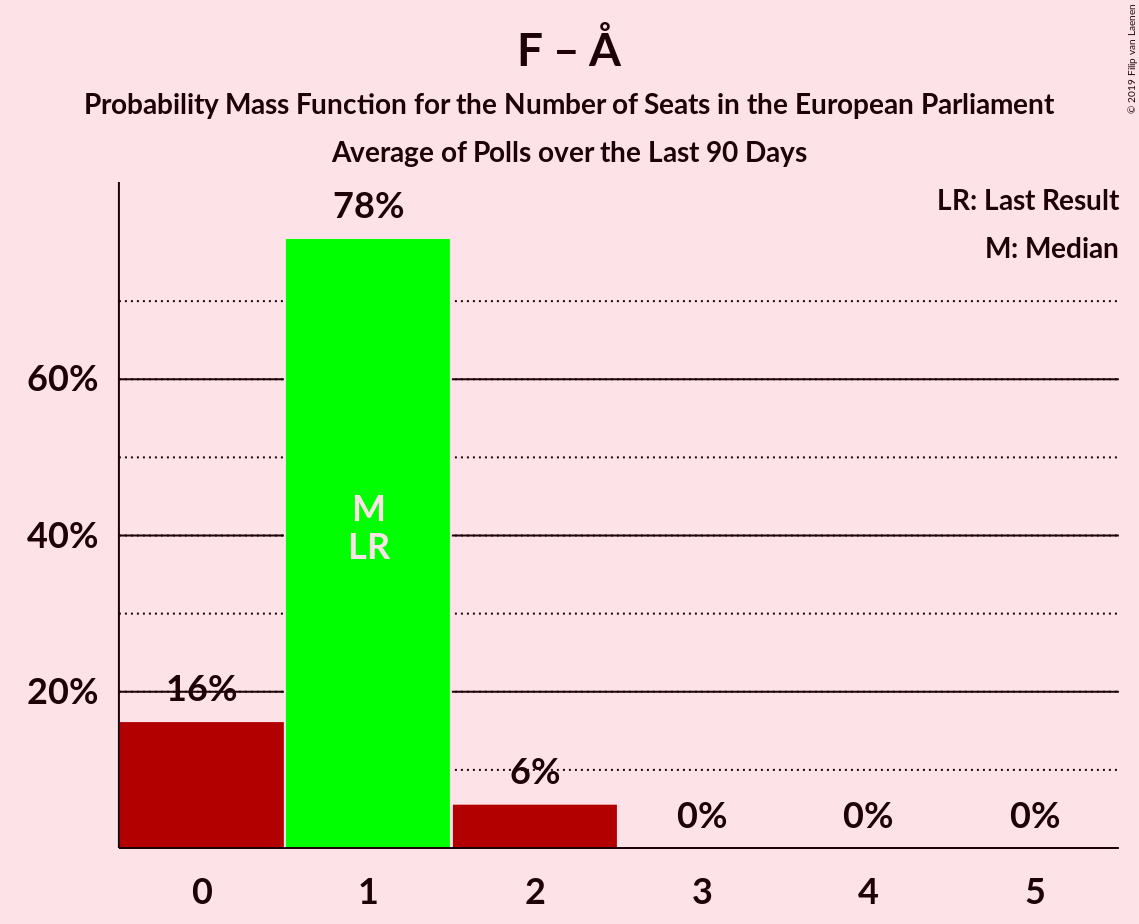 F – Å
Probability Mass Function for the Number of Seats in the European Parliament
Average of Polls over the Last 90 Days
© 2019 Filip van Laenen
LR: Last Result
M: Median
78%
60%
M
40%
LR
20%
16%
6%
0%
0%
0%
0
1
2
3
4
5